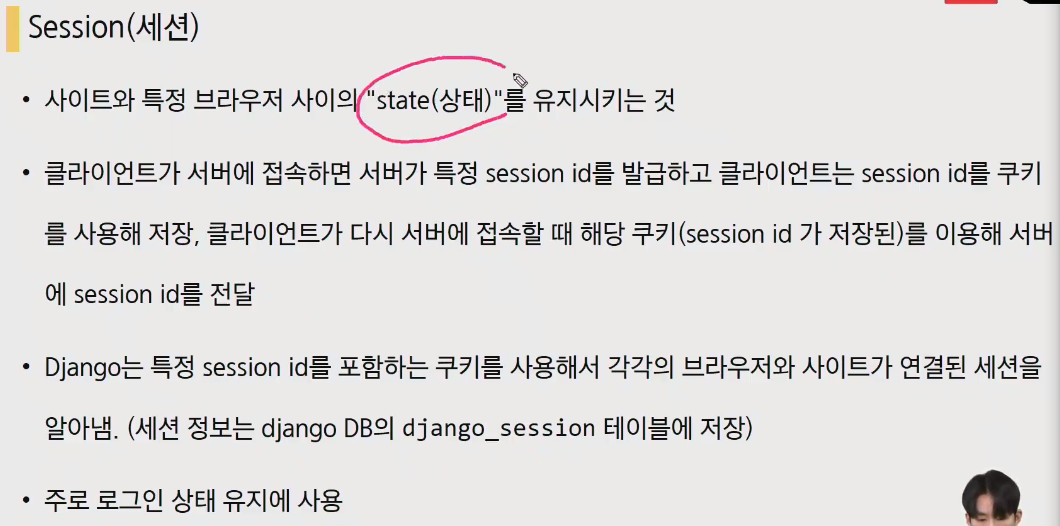 Session(세션)
• 사이트와 특정 브라우저 사이의 "state(상태)"를 유지시키는 것
• 클라이언트가 서버에 접속하면 서버가 특정 session id를 발급하고 클라이언트는 session id를 쿠키
를 사용해 저장, 클라이언트가 다시 서버에 접속할 때 해당 쿠키(session id 가 저장된)를 이용해 서버
에 session id를 전달
• Django는 특정 session id를 포함하는 쿠키를 사용해서 각각의 브라우저와 사이트가 연결된 세션을
알아냄. (세션 정보는 django DB의 django_session 테이블에 저장)
• 주로 로그인 상태 유지에 사용